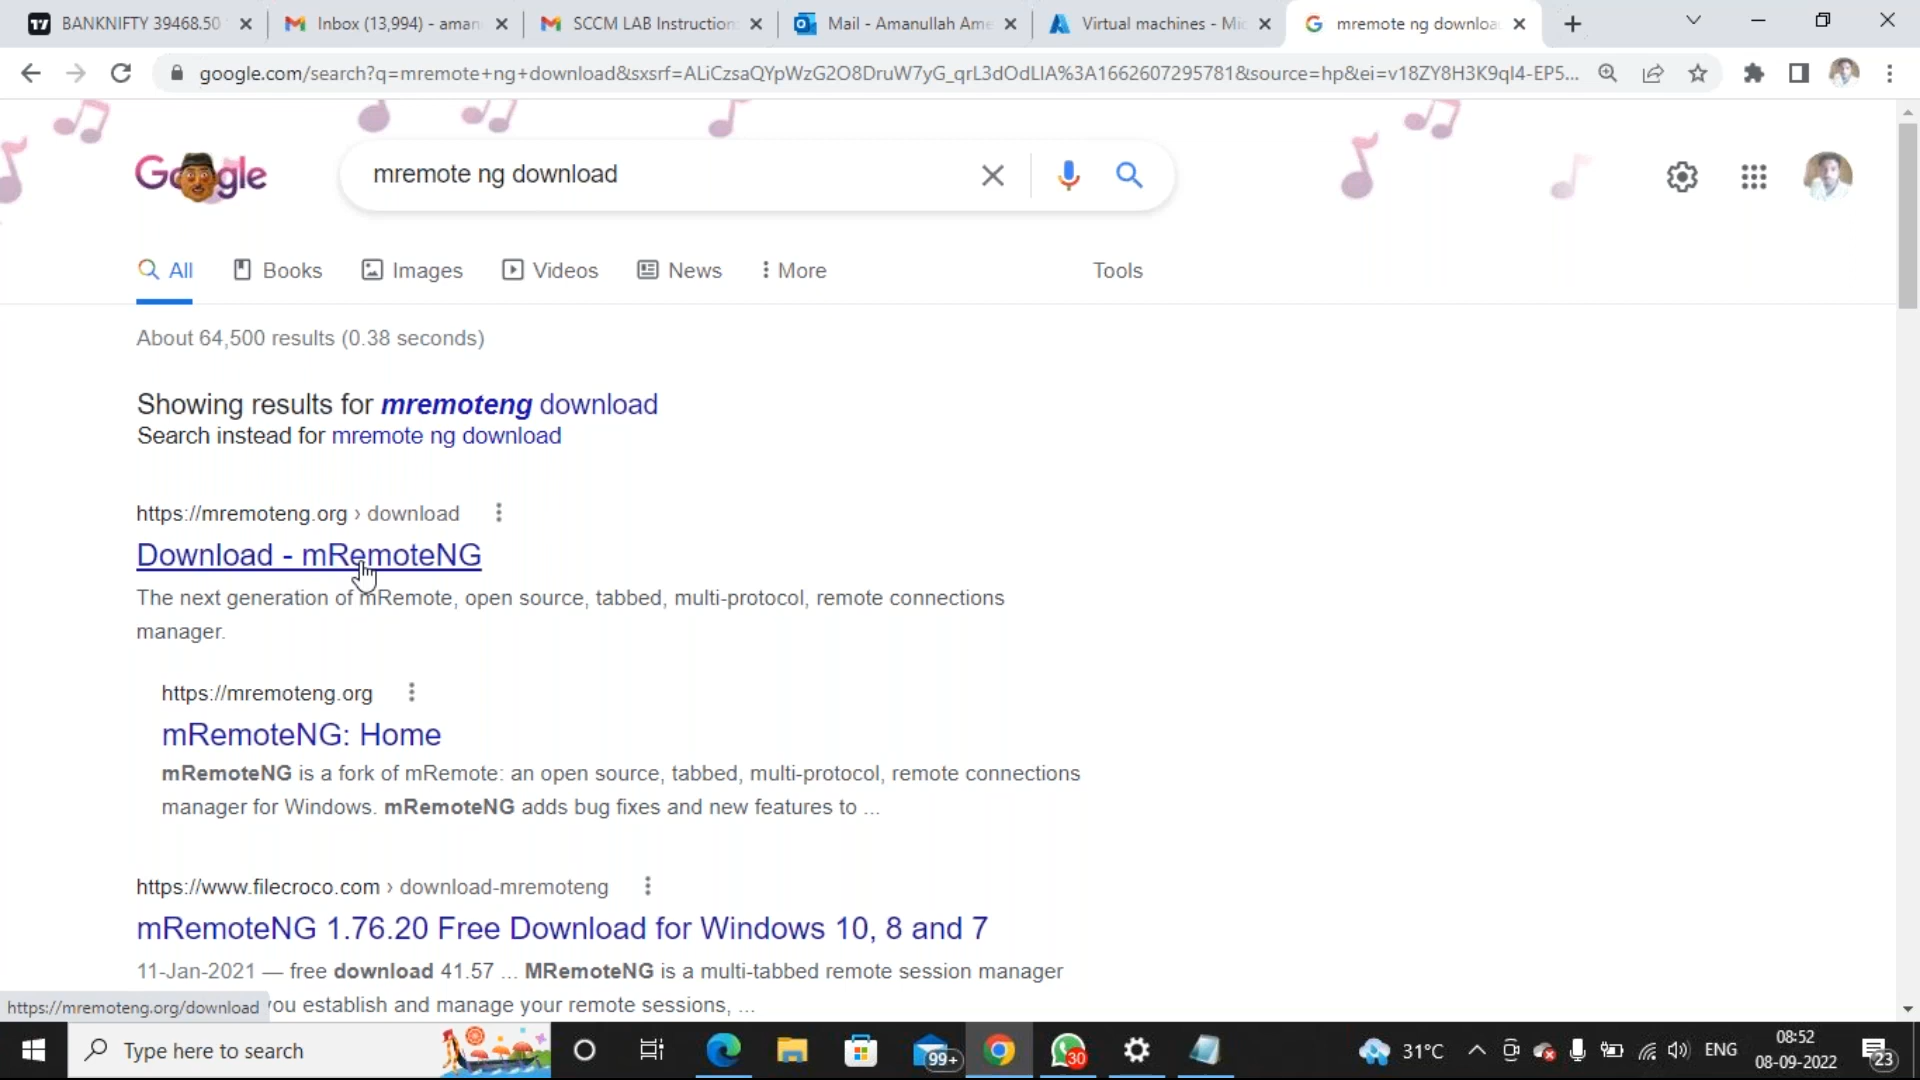 BANKNIFTY 39468.50
Inbox (13,994) - aman
SCCM LAB Instruction
Mail - Amanullah Ame
Virtual machines - Mic
mremote ng downloa
google.com/search?q=mremote+ng+download&sxsrf=ALiCzsaQYpWzG2O8DruW7yG_qrL3dOdLIA%3A1662607295781&source=hp&ei=v18ZY8H3K9ql4-EP5...
Google
mremote ng download
All
Books
Images
Videos
News
More
Tools
About 64,500 results (0.38 seconds)
Showing results for mremoteng download
Search instead for mremote ng download
https://mremoteng.org › download
Download - mRemoteNG
The next generation of mRemote, open source, tabbed, multi-protocol, remote connections
manager.
https://mremoteng.org
mRemoteNG: Home
mRemoteNG is a fork of mRemote: an open source, tabbed, multi-protocol, remote connections
manager for Windows. mRemoteNG adds bug fixes and new features to ...
https://www.filecroco.com › download-mremoteng
mRemoteNG 1.76.20 Free Download for Windows 10, 8 and 7
11-Jan-2021 — free download 41.57 ... MRemoteNG is a multi-tabbed remote session manager
you establish and manage your remote sessions, ...
https://mremoteng.org/download
Type here to search
99+
30
31°C
ENG
08:52
08-09-2022
23